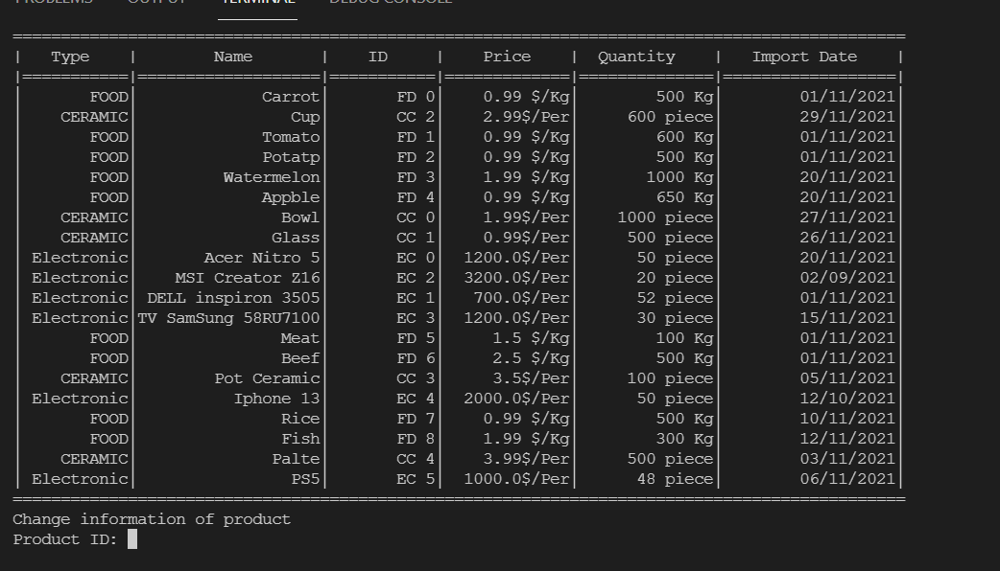 PROBLEMS OUTPUT TERMINAL DEBUG CONSOLE
=============================================================================================
| Type | Name | ID | Price | Quantity | Import Date |
|===========|===================|===========|=============|==============|==================|
| FOOD| Carrot| FD 0| 0.99 $/Kg| 500 Kg| 01/11/2021|
| CERAMIC| Cup| CC 2| 2.99$/Per| 600 piece| 29/11/2021|
| FOOD| Tomato| FD 1| 0.99 $/Kg| 600 Kg| 01/11/2021|
| FOOD| Potatp| FD 2| 0.99 $/Kg| 500 Kg| 01/11/2021|
| FOOD| Watermelon| FD 3| 1.99 $/Kg| 1000 Kg| 20/11/2021|
| FOOD| Appble| FD 4| 0.99 $/Kg| 650 Kg| 20/11/2021|
| CERAMIC| Bowl| CC 0| 1.99$/Per| 1000 piece| 27/11/2021|
| CERAMIC| Glass| CC 1| 0.99$/Per| 500 piece| 26/11/2021|
| Electronic| Acer Nitro 5| EC 0| 1200.0$/Per| 50 piece| 20/11/2021|
| Electronic| MSI Creator Z16| EC 2| 3200.0$/Per| 20 piece| 02/09/2021|
| Electronic| DELL inspiron 3505| EC 1| 700.0$/Per| 52 piece| 01/11/2021|
| Electronic|TV SamSung 58RU7100| EC 3| 1200.0$/Per| 30 piece| 15/11/2021|
| FOOD| Meat| FD 5| 1.5 $/Kg| 100 Kg| 01/11/2021|
| FOOD| Beef| FD 6| 2.5 $/Kg| 500 Kg| 01/11/2021|
| CERAMIC| Pot Ceramic| CC 3| 3.5$/Per| 100 piece| 05/11/2021|
| Electronic| Iphone 13| EC 4| 2000.0$/Per| 50 piece| 12/10/2021|
| FOOD| Rice| FD 7| 0.99 $/Kg| 500 Kg| 10/11/2021|
| FOOD| Fish| FD 8| 1.99 $/Kg| 300 Kg| 12/11/2021|
| CERAMIC| Palte| CC 4| 3.99$/Per| 500 piece| 03/11/2021|
| Electronic| PS5| EC 5| 1000.0$/Per| 48 piece| 06/11/2021|
=============================================================================================
Change information of product
Product ID: